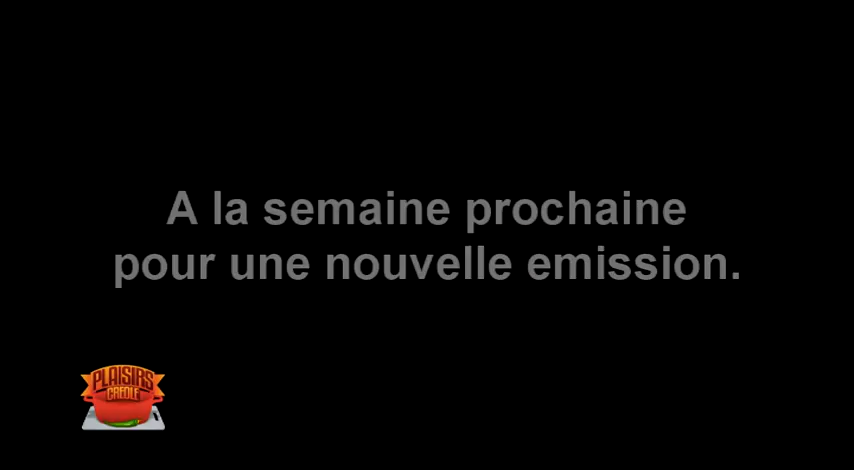 A la semaine prochaine
pour une nouvelle emission.
PLAISIRS
CREOLE